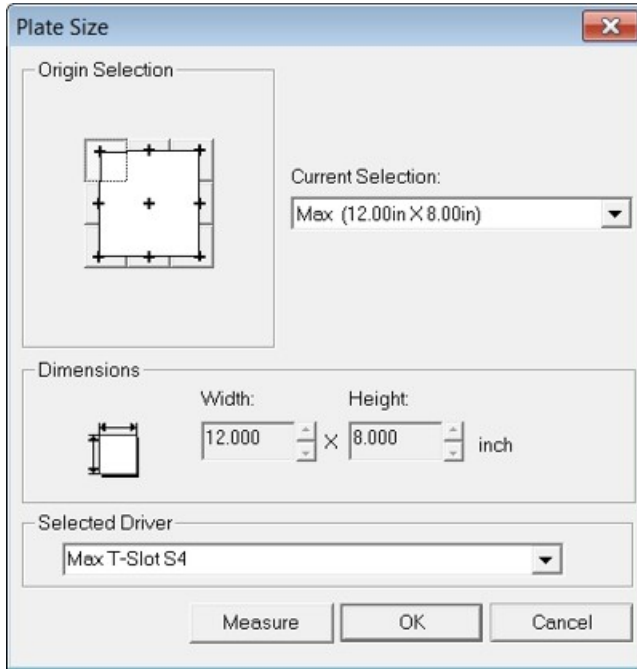 Plate Size
Origin Selection
Current Selection:
Max (12.00in X 8.00in)
Dimensions
Width: Height:
12.000 X 8.000 inch
Selected Driver
Max T-Slot S4
Measure OK Cancel